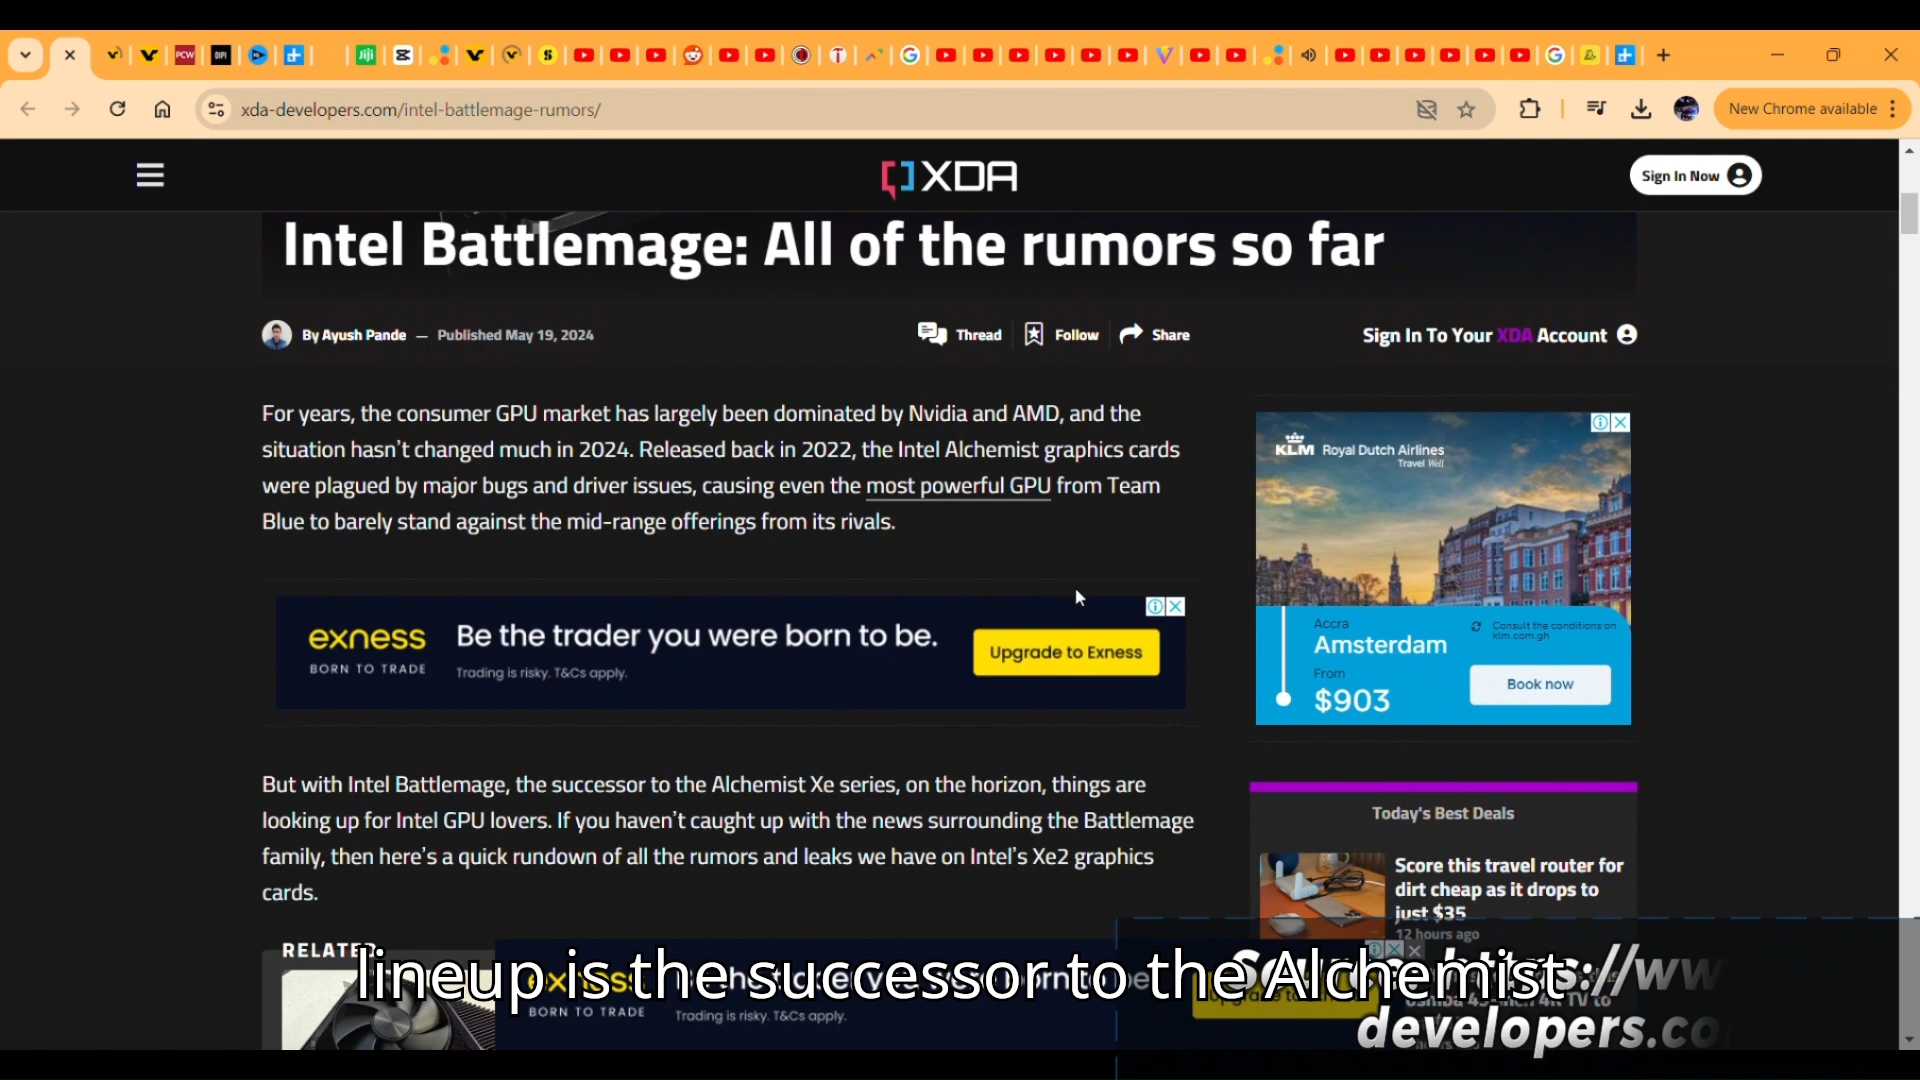 PCW
DIPI
Jiji
xda-developers.com/intel-battlemage-rumors/
New Chrome available
XDA
Sign In Now
Intel Battlemage: All of the rumors so far
By Ayush Pande — Published May 19, 2024
Thread
Follow
Share
Sign In To Your XDA Account
For years, the consumer GPU market has largely been dominated by Nvidia and AMD, and the
situation hasn't changed much in 2024. Released back in 2022, the Intel Alchemist graphics cards
were plagued by major bugs and driver issues, causing even the most powerful GPU from Team
Blue to barely stand against the mid-range offerings from its rivals.
KLM Royal Dutch Airlines
Travel Well
Accra
Amsterdam
From
$903
Consult the conditions on
klm.com.gh
Book now
exness
BORN TO TRADE
Be the trader you were born to be.
Trading is risky. T&Cs apply.
Upgrade to Exness
But with Intel Battlemage, the successor to the Alchemist Xe series, on the horizon, things are
looking up for Intel GPU lovers. If you haven't caught up with the news surrounding the Battlemage
family, then here's a quick rundown of all the rumors and leaks we have on Intel's Xe2 graphics
cards.
Today's Best Deals
Score this travel router for
dirt cheap as it drops to
just $35
12 hours ago
RELATED
lineup is the successor to the Alchemist
BORN TO TRADE
Trading is risky. T&Cs apply.
4K TV to
developers.co